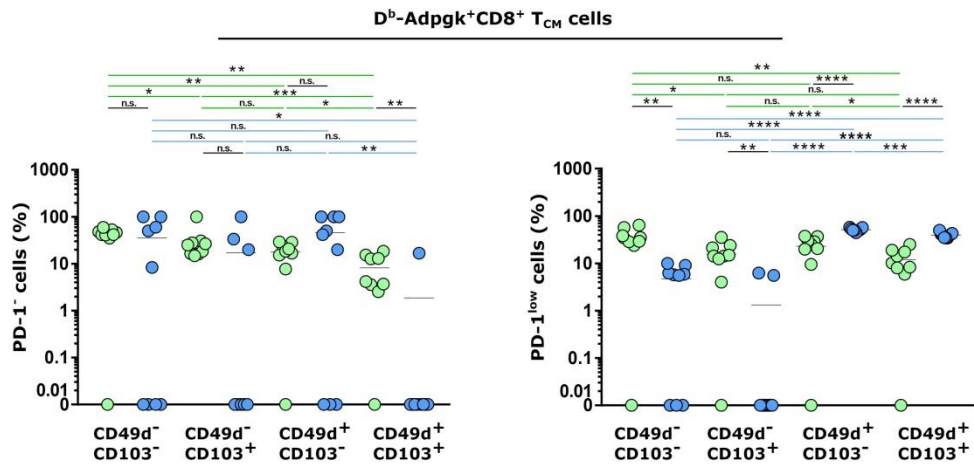 Dᵇ-Adpgk⁺CD8⁺ T_CM cells
**
** n.s.
* ***
n.s. n.s. * **
*
n.s.
n.s. n.s.
n.s. n.s. **
PD-1⁻ cells (%)
1000
100
10
1
0.1
0.01
0
CD49d⁻ CD49d⁻ CD49d⁺ CD49d⁺
CD103⁻ CD103⁺ CD103⁻ CD103⁺
**
n.s. ****
* n.s.
** n.s. * ****
****
****
n.s. ****
** **** ***
PD-1ˡᵒʷ cells (%)
1000
100
10
1
0.1
0.01
0
CD49d⁻ CD49d⁻ CD49d⁺ CD49d⁺
CD103⁻ CD103⁺ CD103⁻ CD103⁺